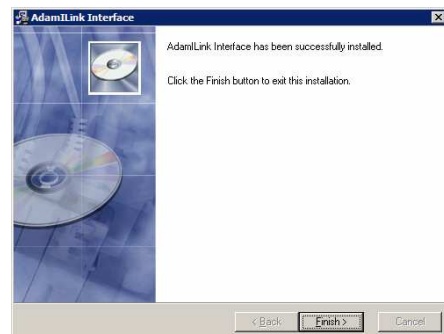 AdamILink Interface
AdamILink Interface has been successfully installed.
Click the Finish button to exit this installation.
< Back
Finish >
Cancel